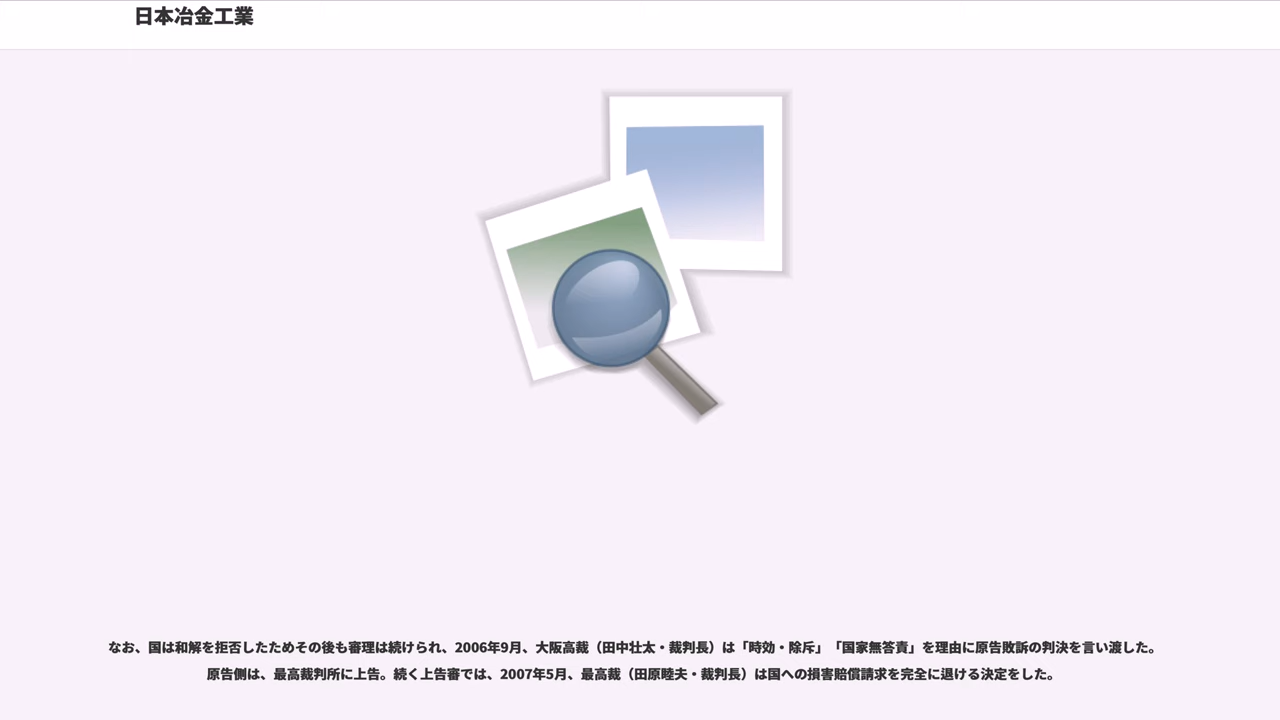 日本冶金工業
なお、国は和解を拒否したためその後も審理は続けられ、2006年9月、大阪高裁（田中壮太・裁判長）は「時効・除斥」「国家無答責」を理由に原告敗訴の判決を言い渡した。
原告側は、最高裁判所に上告。続く上告審では、2007年5月、最高裁（田原睦夫・裁判長）は国への損害賠償請求を完全に退ける決定をした。